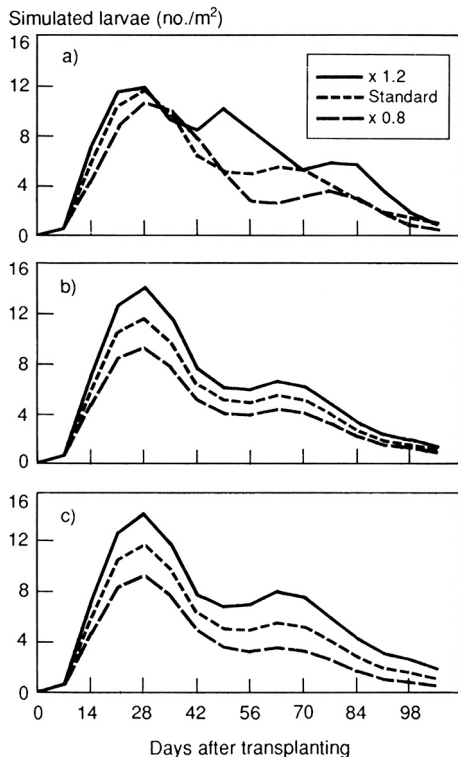 Simulated larvae (no./m²)
16
a)
12
8
4
0
x 1.2
Standard
x 0.8
16
b)
12
8
4
0
16
c)
12
8
4
0
0 14 28 42 56 70 84 98
Days after transplanting